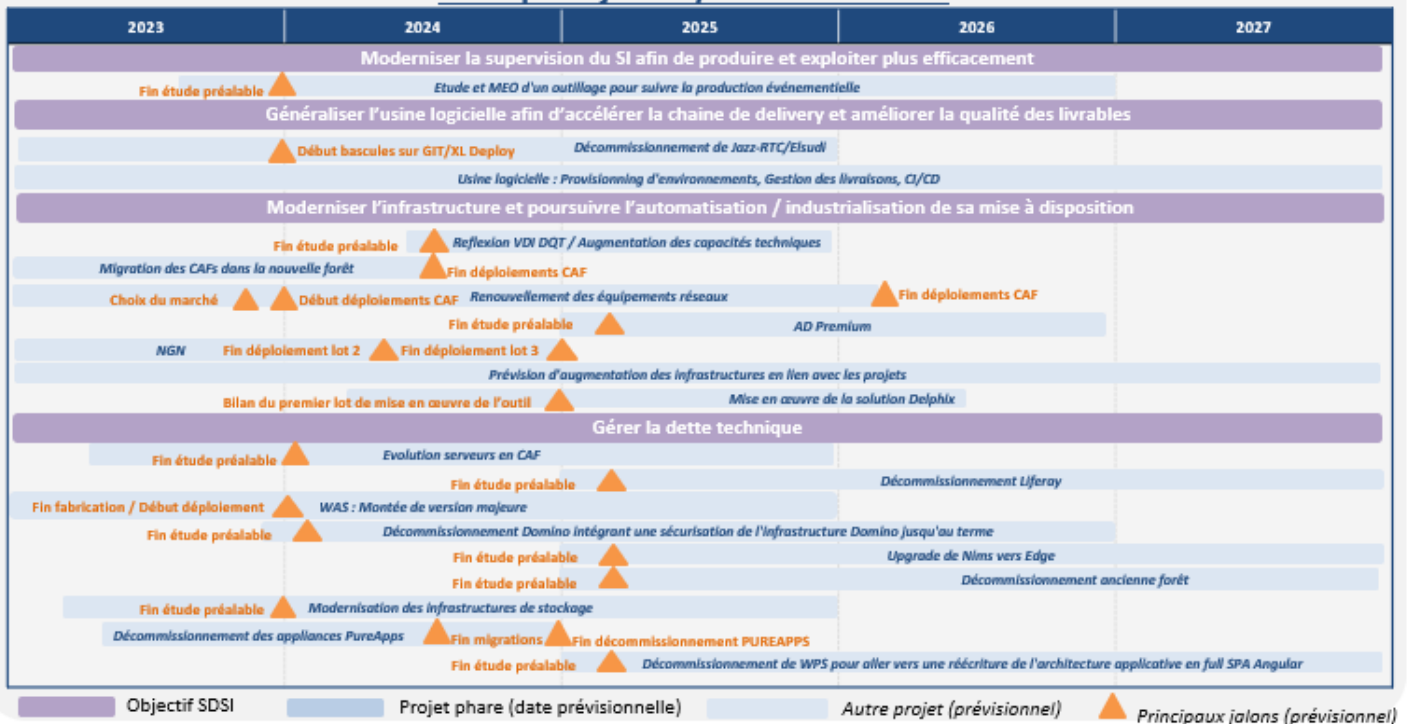 2023 2024 2025 2026 2027
Moderniser la supervision du SI afin de produire et exploiter plus efficacement
Fin étude préalable Etude et MEO d'un outillage pour suivre la production événementielle
Généraliser l'usine logicielle afin d'accélérer la chaine de delivery et améliorer la qualité des livrables
Début bascules sur GIT/XL Deploy Décommissionnement de Jazz-RTC/Elsudi
Usine logicielle : Provisionning d'environnements, Gestion des livraisons, CI/CD
Moderniser l'infrastructure et poursuivre l'automatisation / industrialisation de sa mise à disposition
Fin étude préalable Reflexion VDI DQT / Augmentation des capacités techniques
Migration des CAFs dans la nouvelle forêt Fin déploiements CAF
Choix du marché Début déploiements CAF Renouvellement des équipements réseaux Fin déploiements CAF
Fin étude préalable AD Premium
NGN Fin déploiement lot 2 Fin déploiement lot 3
Prévision d'augmentation des infrastructures en lien avec les projets
Bilan du premier lot de mise en œuvre de l'outil Mise en œuvre de la solution Delphix
Gérer la dette technique
Fin étude préalable Evolution serveurs en CAF
Fin étude préalable Décommissionnement Liferay
Fin fabrication / Début déploiement WAS : Montée de version majeure
Fin étude préalable Décommissionnement Domino intégrant une sécurisation de l'infrastructure Domino jusqu'au terme
Fin étude préalable Upgrade de Nims vers Edge
Fin étude préalable Décommissionnement ancienne forêt
Fin étude préalable Modernisation des infrastructures de stockage
Décommissionnement des appliances PureApps Fin migrations Fin décommissionnement PUREAPPS
Fin étude préalable Décommissionnement de WPS pour aller vers une réécriture de l'architecture applicative en full SPA Angular
Objectif SDSI Projet phare (date prévisionnelle) Autre projet (prévisionnel) Principaux jalons (prévisionnel)